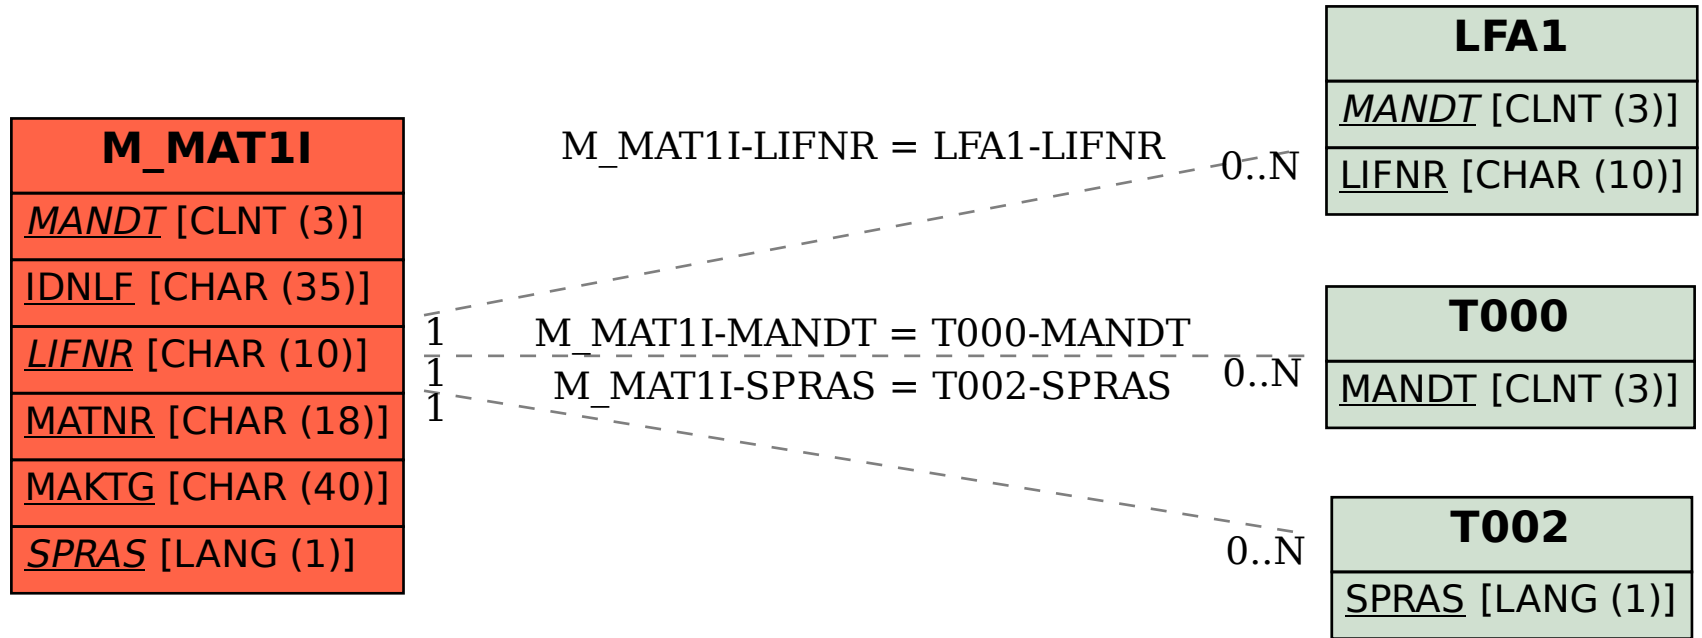 M_MAT1I
MANDT [CLNT (3)]
IDNLF [CHAR (35)]
LIFNR [CHAR (10)]
MATNR [CHAR (18)]
MAKTG [CHAR (40)]
SPRAS [LANG (1)]
M_MAT1I-LIFNR = LFA1-LIFNR
0..N
1
M_MAT1I-MANDT = T000-MANDT
0..N
1
M_MAT1I-SPRAS = T002-SPRAS
0..N
1
LFA1
MANDT [CLNT (3)]
LIFNR [CHAR (10)]
T000
MANDT [CLNT (3)]
T002
SPRAS [LANG (1)]